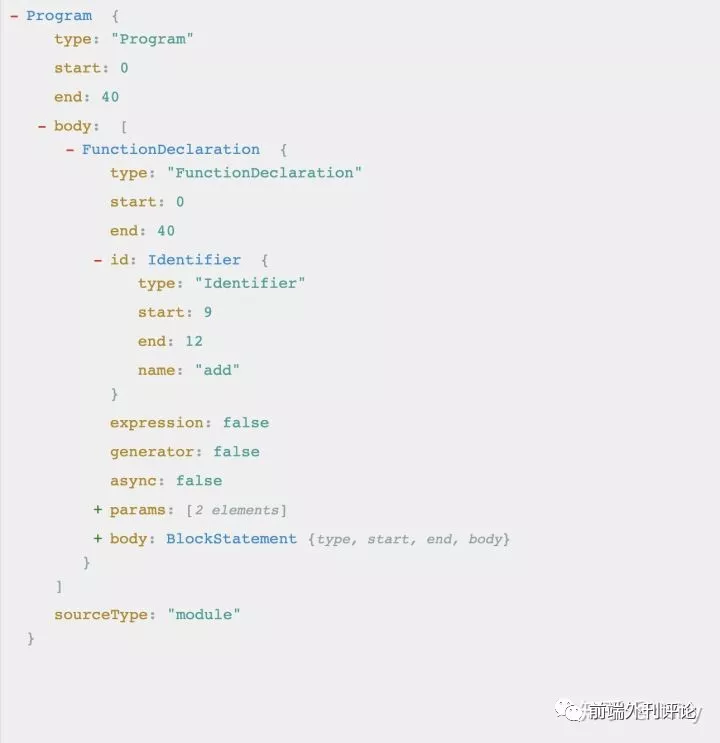 - Program {
type: "Program"
start: 0
end: 40
- body: [
- FunctionDeclaration {
type: "FunctionDeclaration"
start: 0
end: 40
- id: Identifier {
type: "Identifier"
start: 9
end: 12
name: "add"
}
expression: false
generator: false
async: false
+ params: [2 elements]
+ body: BlockStatement {type, start, end, body}
}
]
sourceType: "module"
}
前端外刊评论